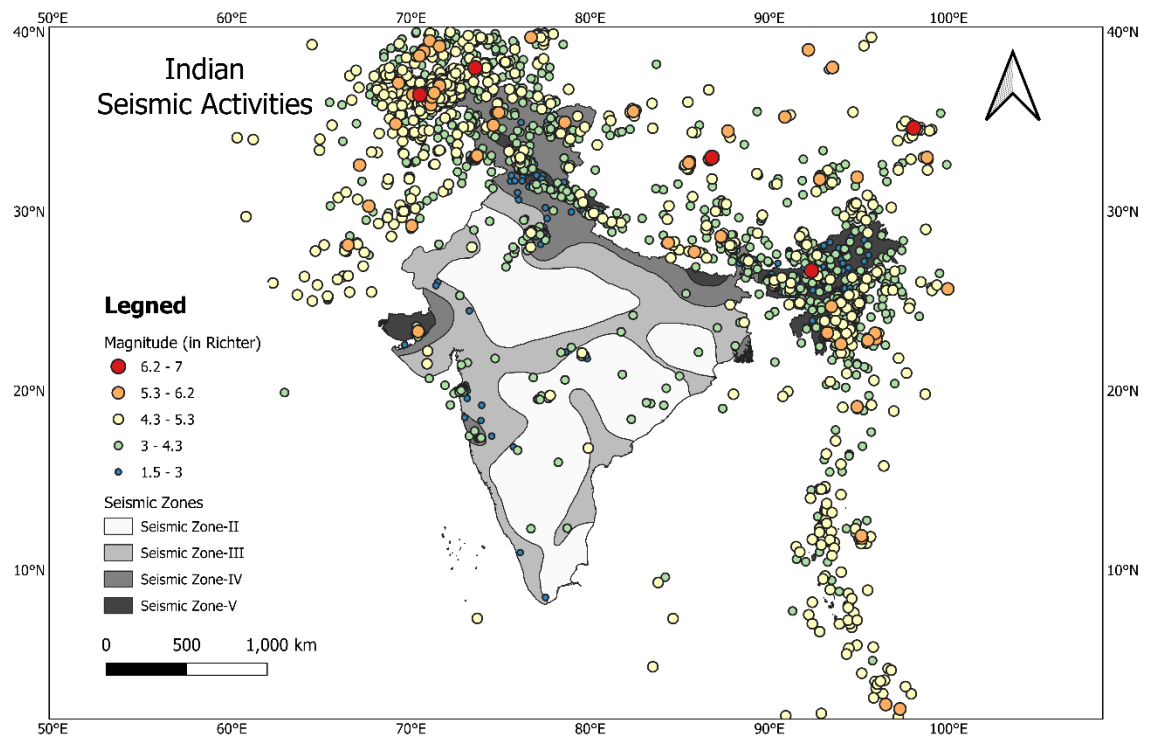 50°E 60°E 70°E 80°E 90°E 100°E
40°N 40°N
Indian
Seismic Activities
30°N 30°N
Legned
Magnitude (in Richter)
6.2 - 7
5.3 - 6.2
4.3 - 5.3
3 - 4.3
1.5 - 3
20°N 20°N
Seismic Zones
Seismic Zone-II
Seismic Zone-III
Seismic Zone-IV
Seismic Zone-V
10°N 10°N
0 500 1,000 km
50°E 60°E 70°E 80°E 90°E 100°E